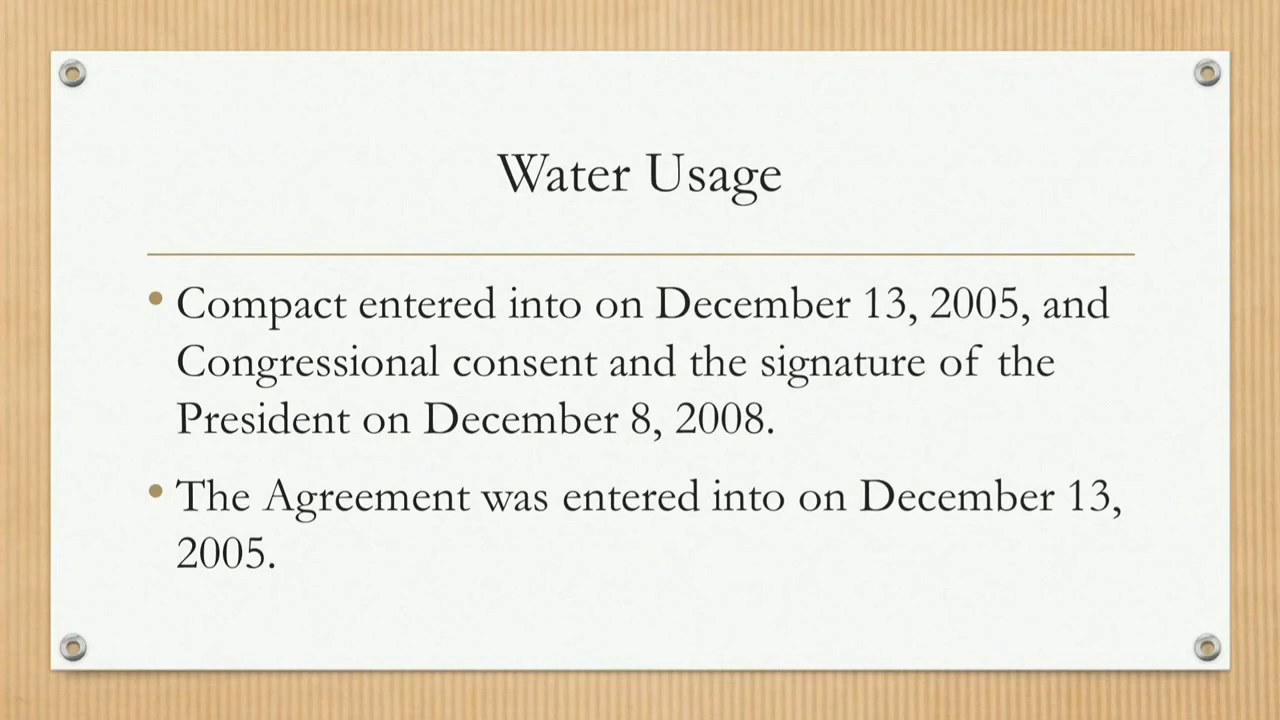 Water Usage
• Compact entered into on December 13, 2005, and
Congressional consent and the signature of the
President on December 8, 2008.
• The Agreement was entered into on December 13,
2005.